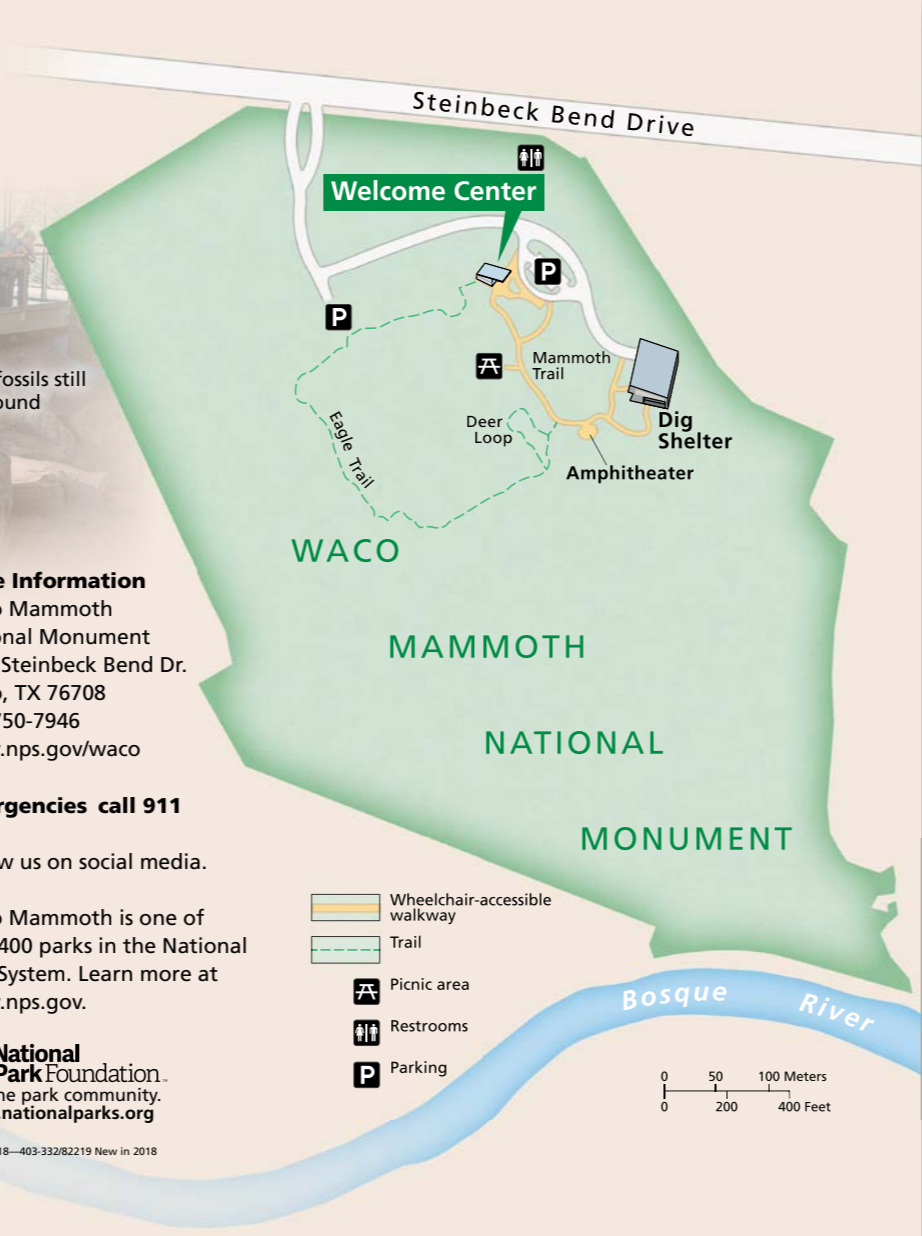 Steinbeck Bend Drive
Welcome Center
P
P
Mammoth
Trail
Deer
Loop
Dig
Shelter
Amphitheater
Eagle Trail
fossils still
ound
WACO
MAMMOTH
NATIONAL
MONUMENT
e Information
o Mammoth
onal Monument
Steinbeck Bend Dr.
o, TX 76708
750-7946
.nps.gov/waco
rgencies call 911
w us on social media.
o Mammoth is one of
400 parks in the National
System. Learn more at
.nps.gov.
National
Park Foundation™
he park community.
.nationalparks.org
18—403-332/82219 New in 2018
Wheelchair-accessible
walkway
Trail
Picnic area
Restrooms
P Parking
Bosque River
0 50 100 Meters
0 200 400 Feet